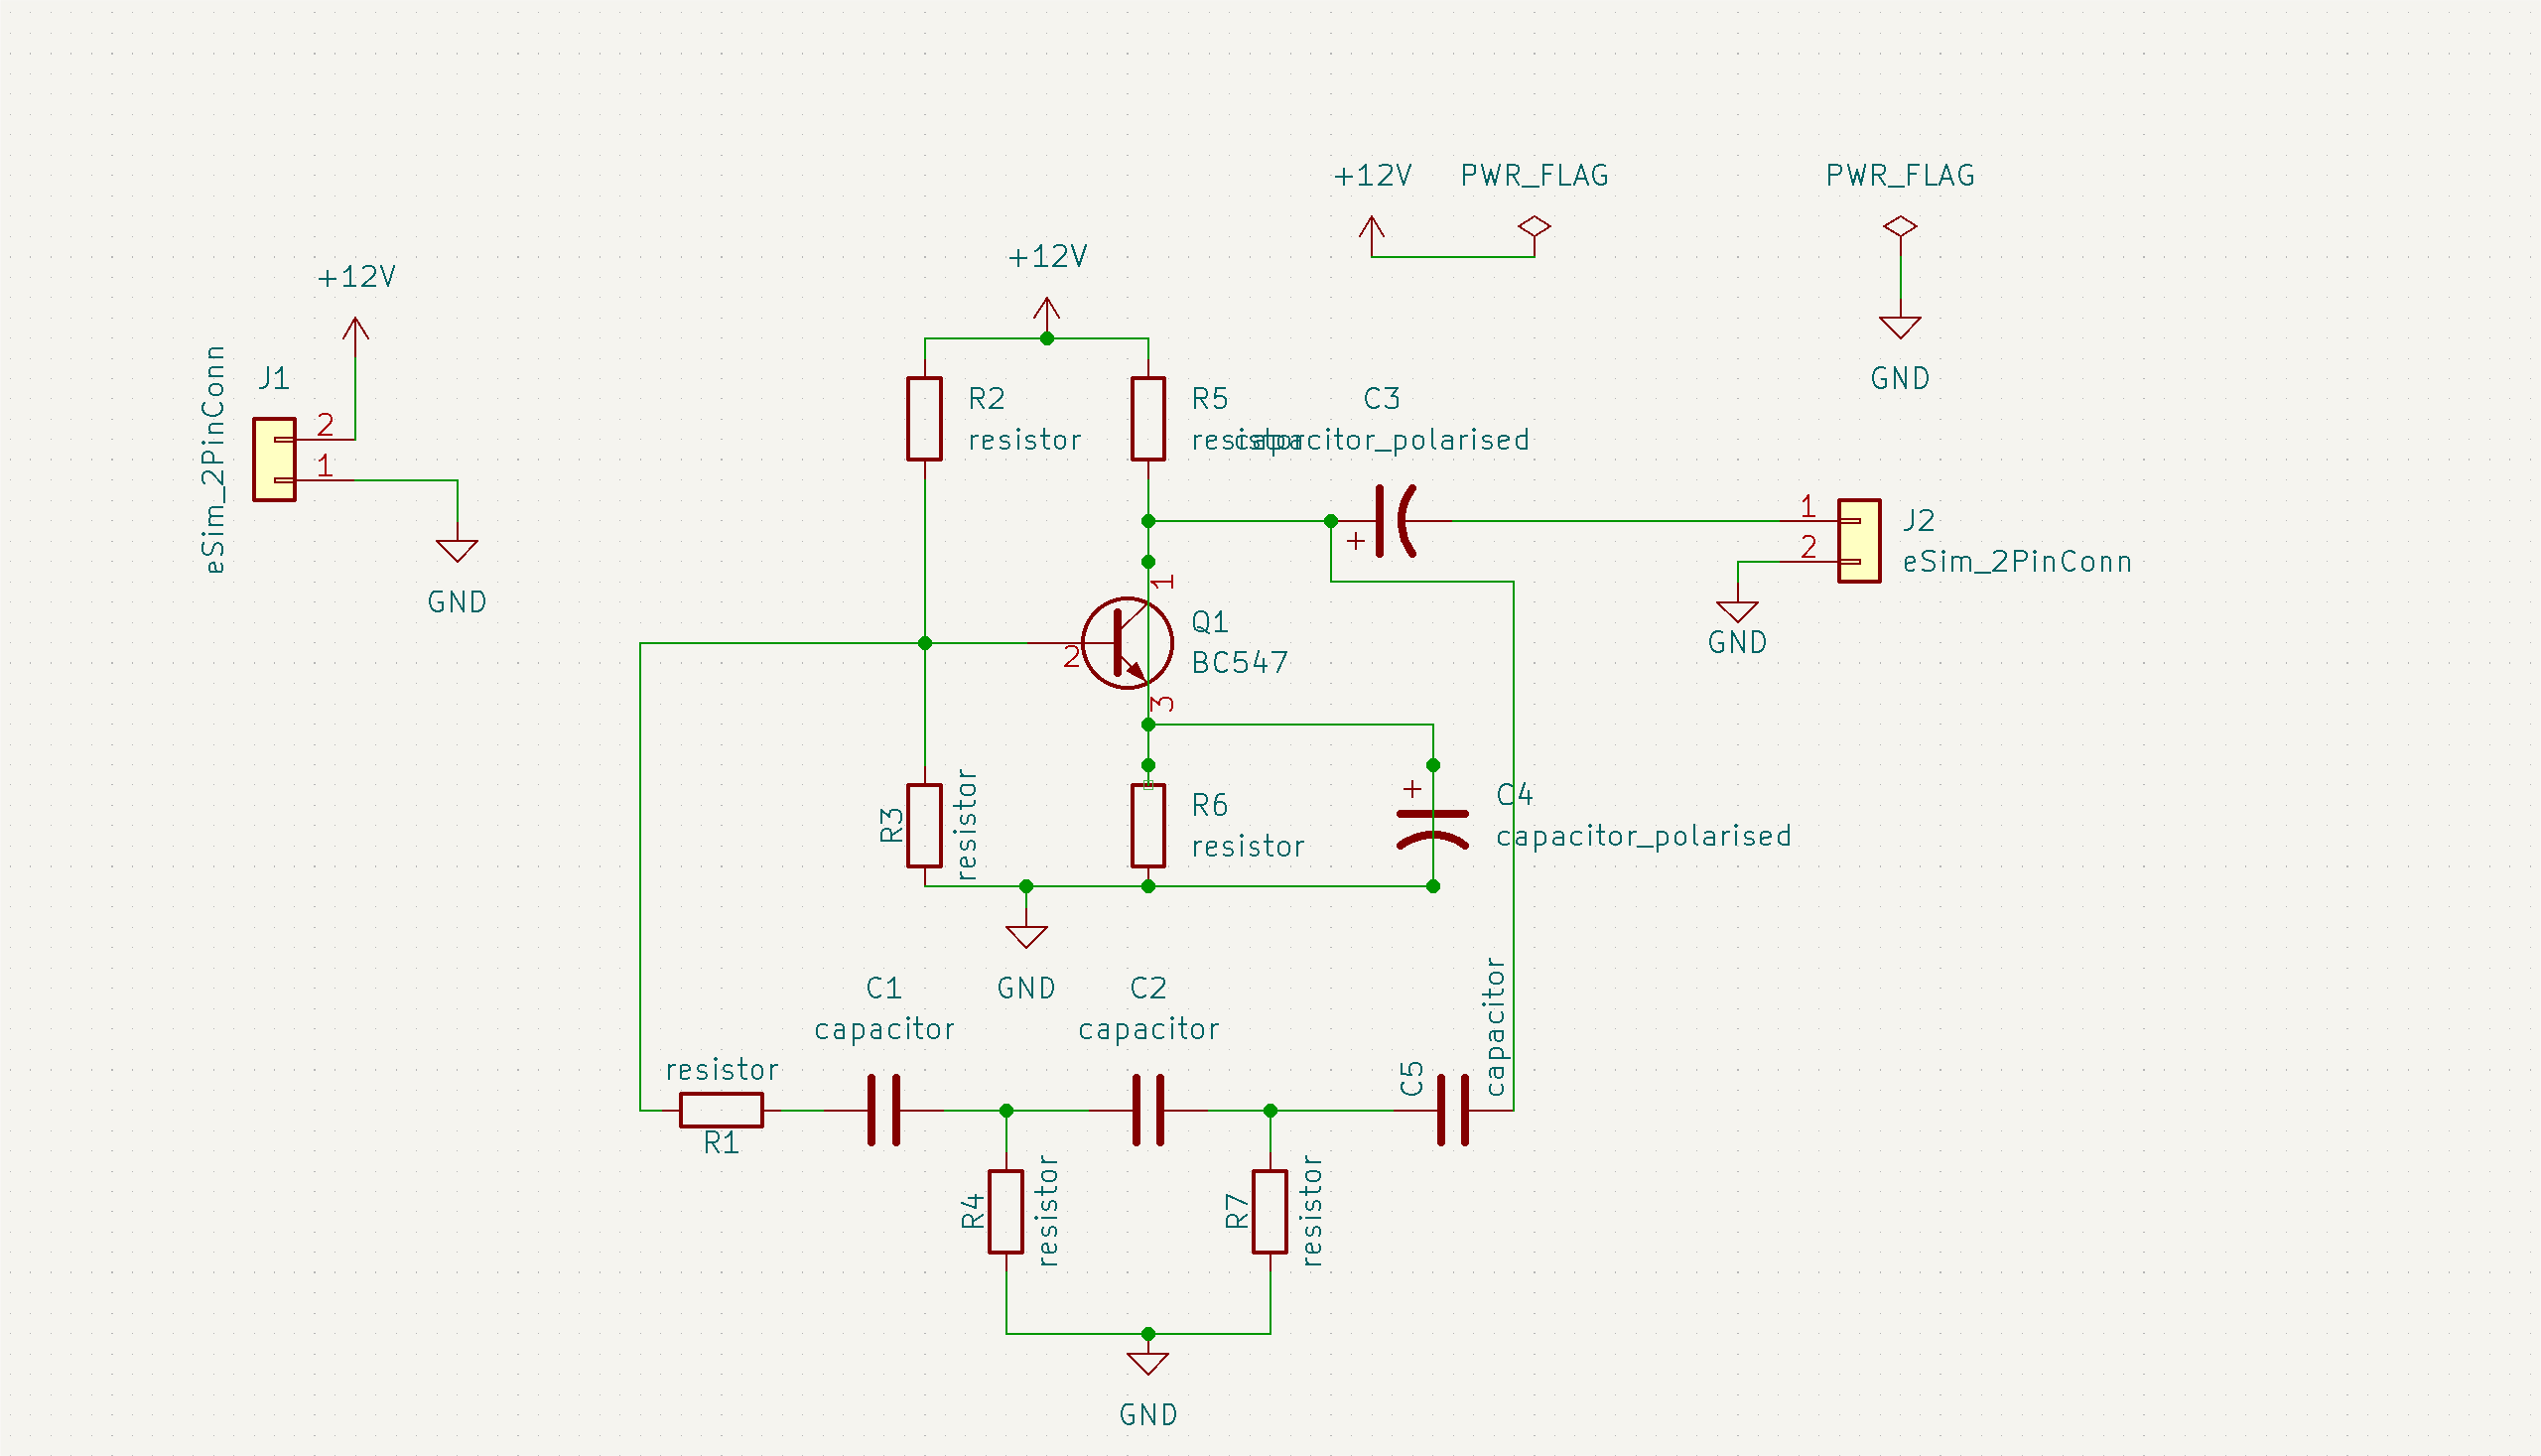 +12V
PWR_FLAG
PWR_FLAG
+12V
+12V
J1
eSim_2PinConn
2
1
GND
R2
resistor
R5
resistor
C3
capacitor_polarised
GND
1
2
J2
eSim_2PinConn
GND
+
1
Q1
BC547
2
3
R3
resistor
R6
resistor
+
C4
capacitor_polarised
GND
C1
capacitor
C2
capacitor
C5
capacitor
resistor
R1
R4
resistor
R7
resistor
GND